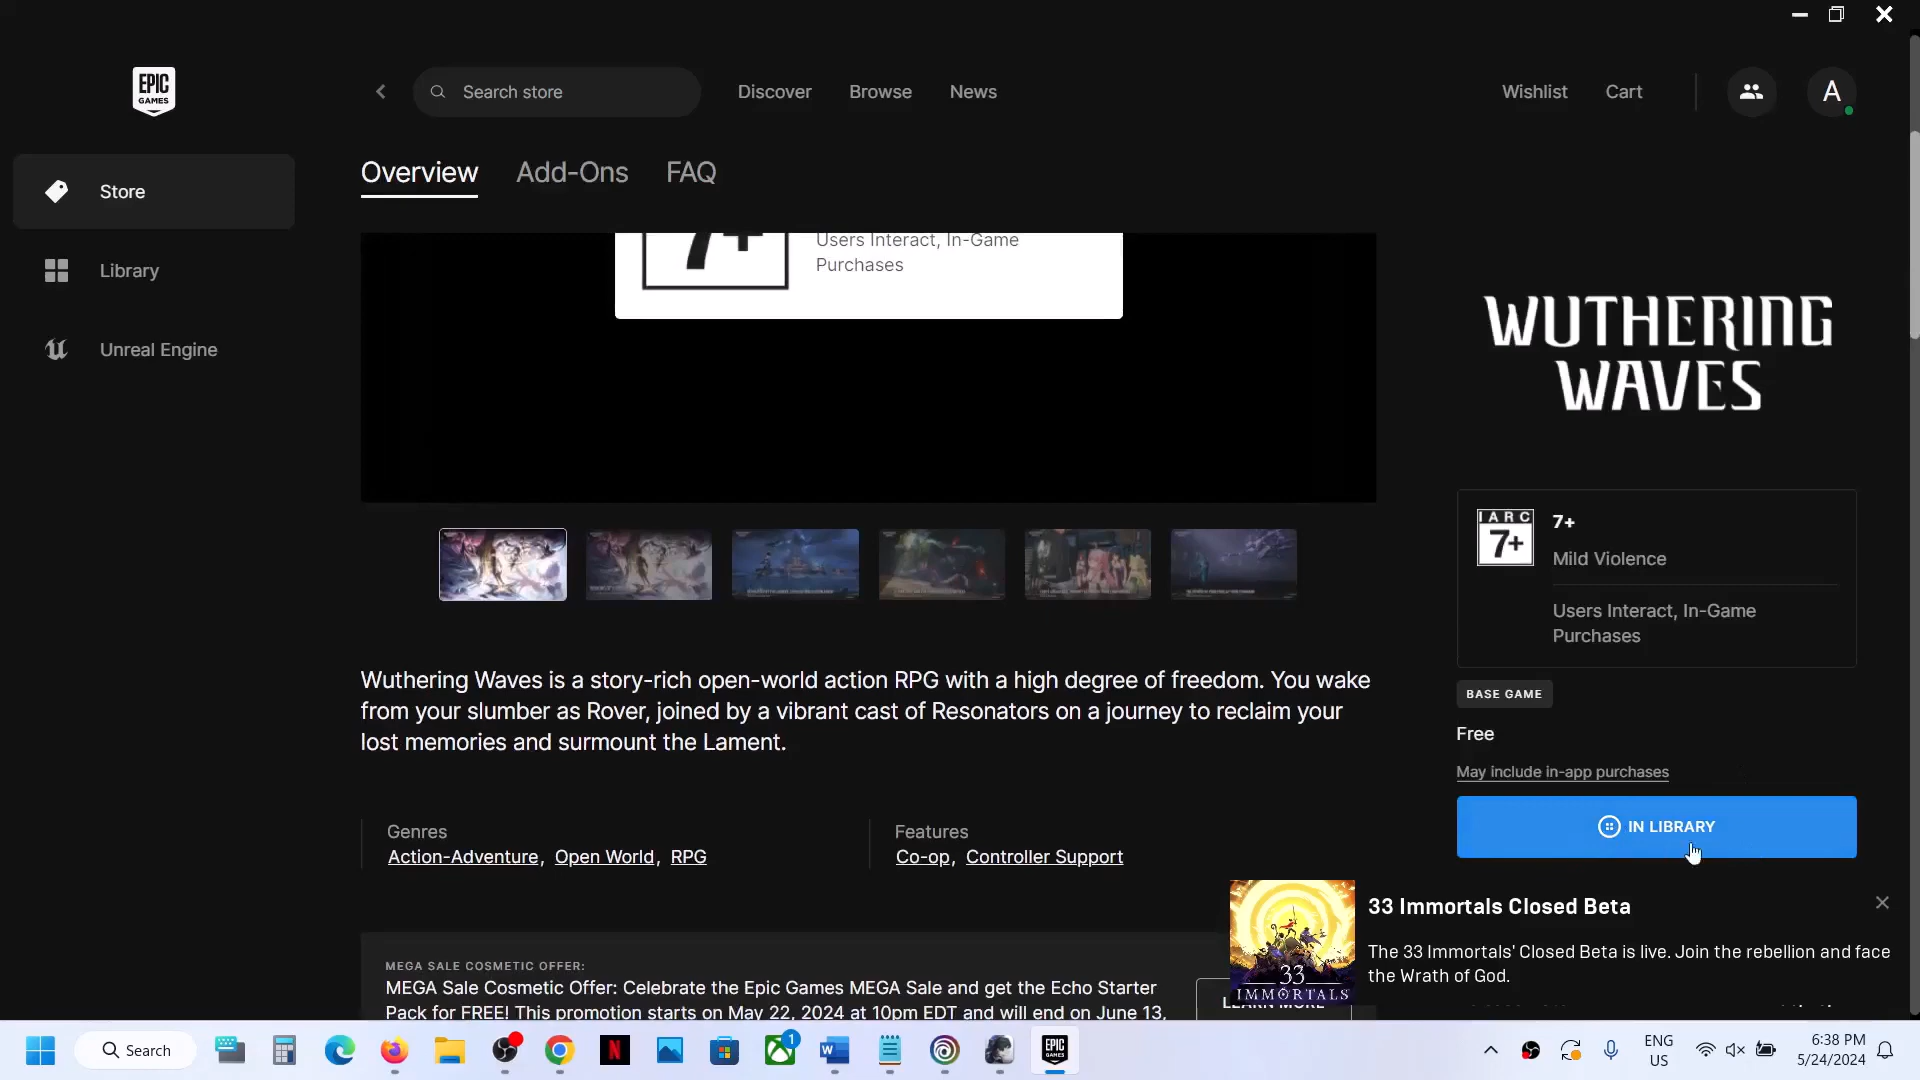 EPIC
GAMES
Search store
Discover
Browse
News
Wishlist
Cart
A
Store
Library
Unreal Engine
Overview
Add-Ons
FAQ
7+
Users Interact, In-Game
Purchases
WUTHERING
WAVES
IARC
7+
7+
Mild Violence
Users Interact, In-Game
Purchases
BASE GAME
Free
May include in-app purchases
IN LIBRARY
Wuthering Waves is a story-rich open-world action RPG with a high degree of freedom. You wake
from your slumber as Rover, joined by a vibrant cast of Resonators on a journey to reclaim your
lost memories and surmount the Lament.
Genres
Action-Adventure, Open World, RPG
Features
Co-op, Controller Support
MEGA SALE COSMETIC OFFER:
MEGA Sale Cosmetic Offer: Celebrate the Epic Games MEGA Sale and get the Echo Starter
Pack for FREE! This promotion starts on May 22, 2024 at 10pm EDT and will end on June 13,
LEARN MORE
33
IMMORTALS
33 Immortals Closed Beta
The 33 Immortals' Closed Beta is live. Join the rebellion and face
the Wrath of God.
Search
N
1
W
EPIC
GAMES
ENG
US
6:38 PM
5/24/2024